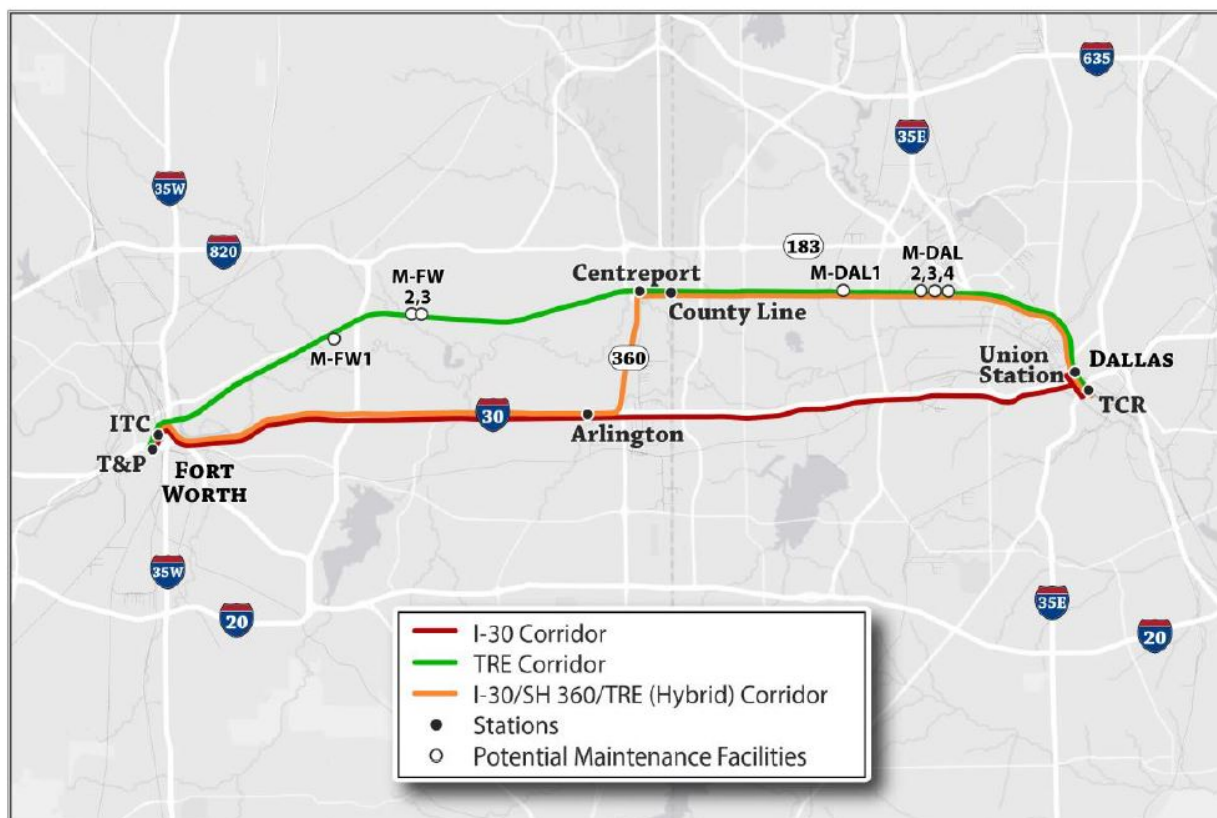 635
35E
35W
820
183
M-FW
2,3
Centreport
M-DAL1
M-DAL
2,3,4
County Line
M-FW1
360
Union
Station
DALLAS
TCR
30
Arlington
ITC
T&P
FORT
WORTH
35W
20
35E
20
I-30 Corridor
TRE Corridor
I-30/SH 360/TRE (Hybrid) Corridor
Stations
Potential Maintenance Facilities